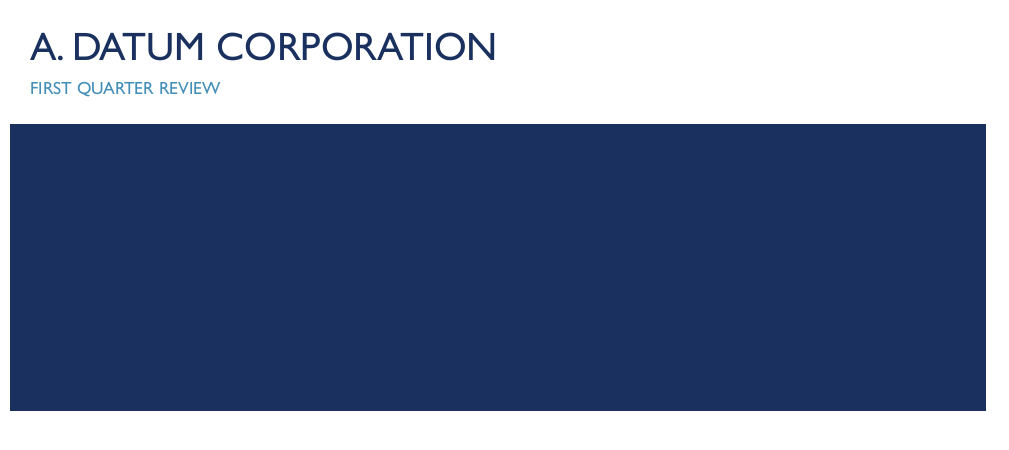 A. DATUM CORPORATION
FIRST QUARTER REVIEW